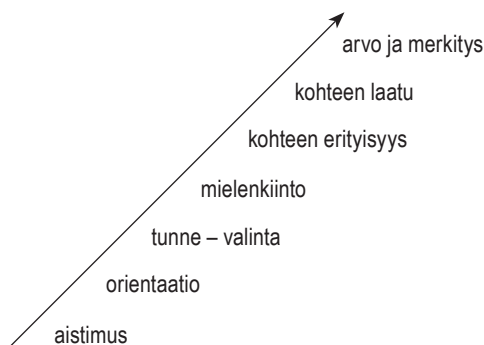 arvo ja merkitys
kohteen laatu
kohteen erityisyys
mielenkiinto
tunne – valinta
orientaatio
aistimus